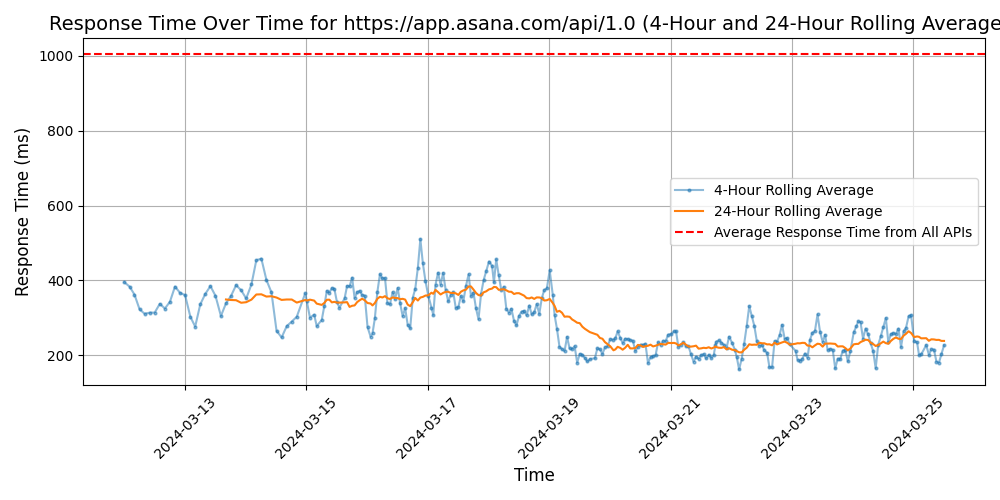 Response Time Over Time for https://app.asana.com/api/1.0 (4-Hour and 24-Hour Rolling Average
Response Time (ms)
1000
800
600
400
200
4-Hour Rolling Average
24-Hour Rolling Average
Average Response Time from All APIs
2024-03-13
2024-03-15
2024-03-17
2024-03-19
2024-03-21
2024-03-23
2024-03-25
Time